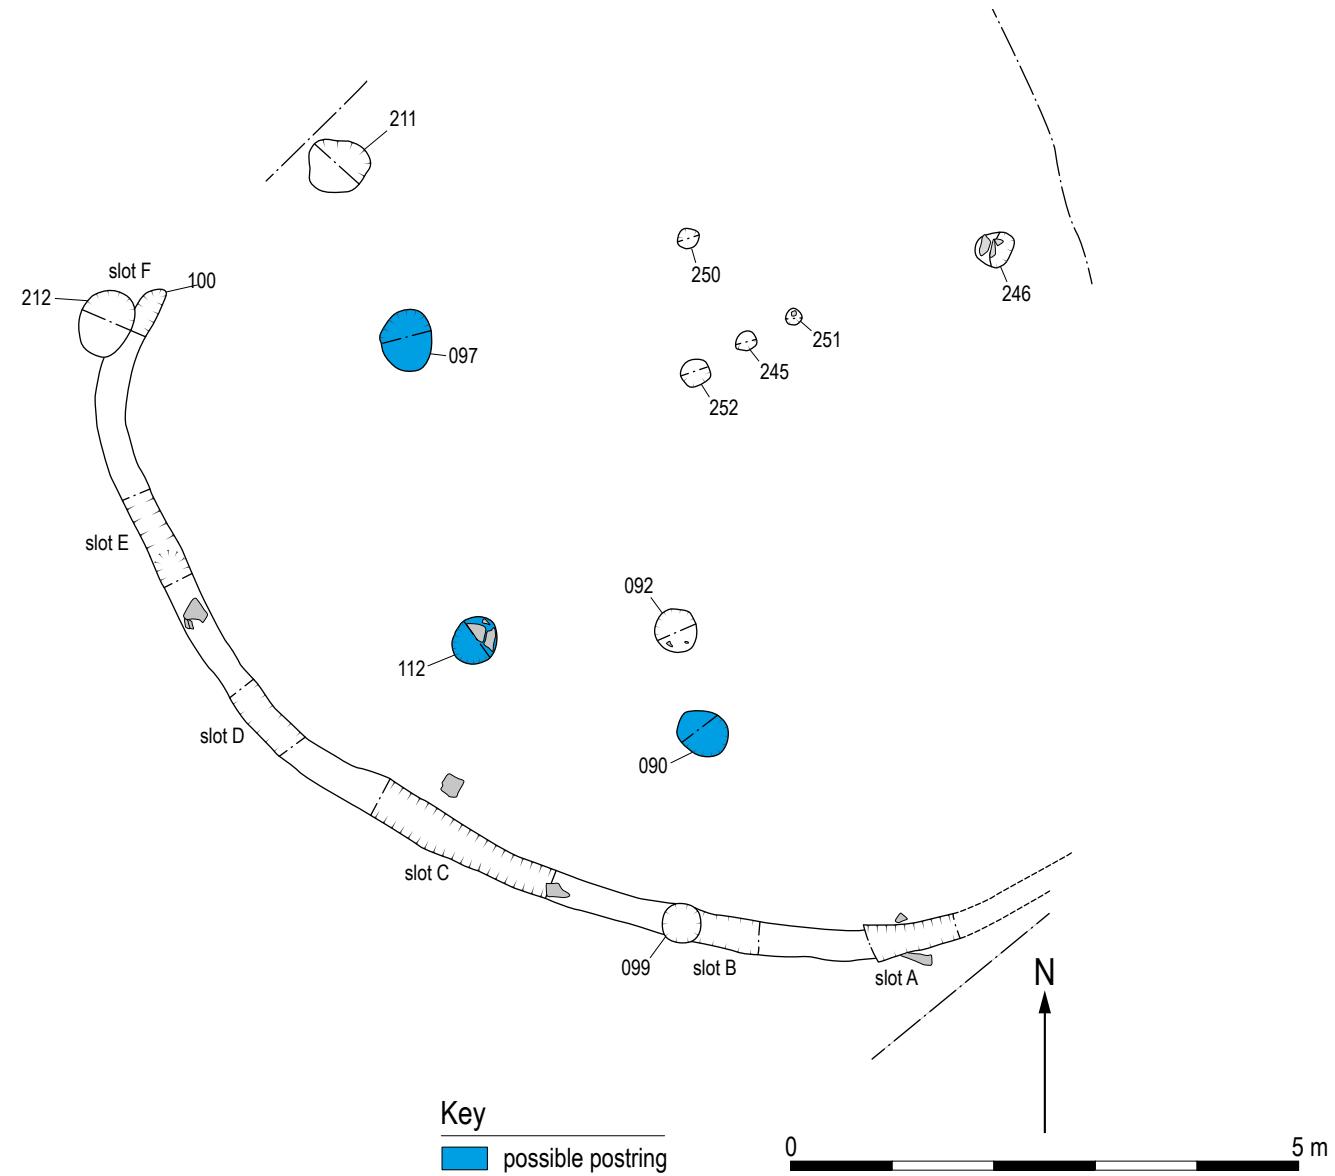 211
slot F
100
212
250
246
251
097
245
252
slot E
092
112
slot D
090
slot C
099
slot B
slot A
N
Key
possible postring
0
5 m